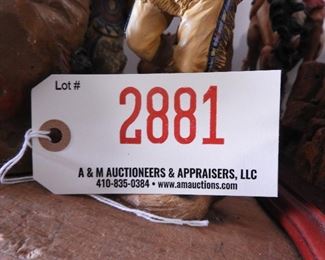 Lot #
2881
A & M AUCTIONEERS & APPRAISERS, LLC
410-835-0384 • www.amauctions.com